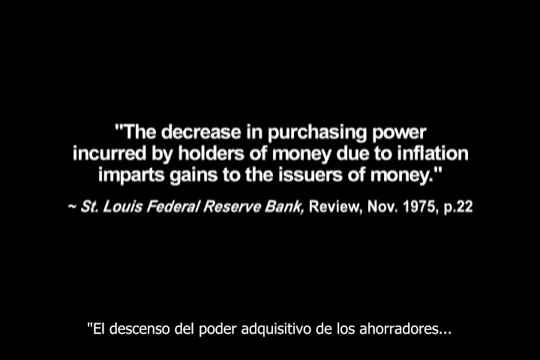 "The decrease in purchasing power
incurred by holders of money due to inflation
imparts gains to the issuers of money."
~ St. Louis Federal Reserve Bank, Review, Nov. 1975, p.22
"El descenso del poder adquisitivo de los ahorradores...